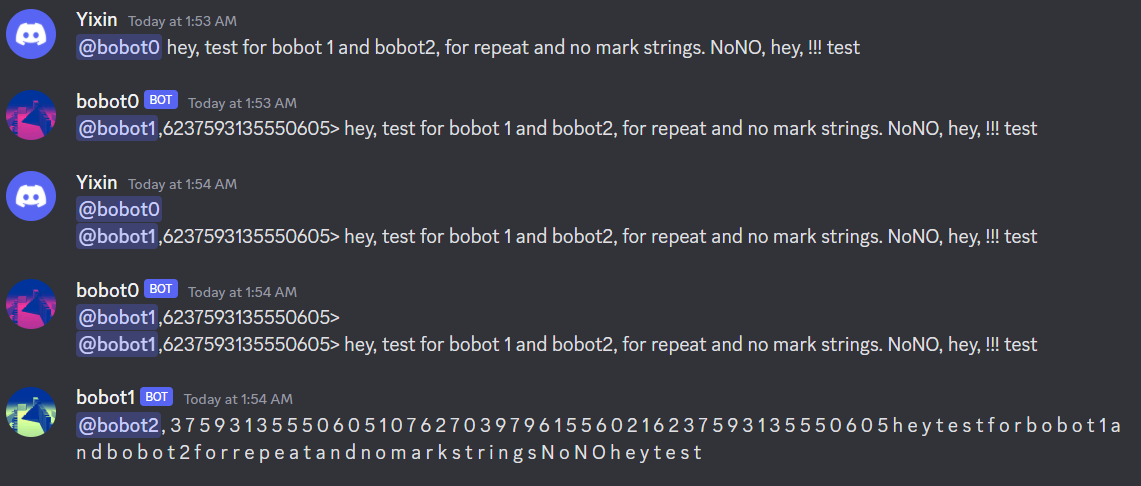 Yixin Today at 1:53 AM
@bobot0 hey, test for bobot 1 and bobot2, for repeat and no mark strings. NoNO, hey, !!! test
bobot0 BOT Today at 1:53 AM
@bobot1,6237593135550605> hey, test for bobot 1 and bobot2, for repeat and no mark strings. NoNO, hey, !!! test
Yixin Today at 1:54 AM
@bobot0
@bobot1,6237593135550605> hey, test for bobot 1 and bobot2, for repeat and no mark strings. NoNO, hey, !!! test
bobot0 BOT Today at 1:54 AM
@bobot1,6237593135550605>
@bobot1,6237593135550605> hey, test for bobot 1 and bobot2, for repeat and no mark strings. NoNO, hey, !!! test
bobot1 BOT Today at 1:54 AM
@bobot2, 3 7 5 9 3 1 3 5 5 5 0 6 0 5 1 0 7 6 2 7 0 3 9 7 9 6 1 5 5 6 0 2 1 6 2 3 7 5 9 3 1 3 5 5 5 0 6 0 5 h e y t e s t f o r b o b o t 1 a
n d b o b o t 2 f o r r e p e a t a n d n o m a r k s t r i n g s N o N O h e y t e s t